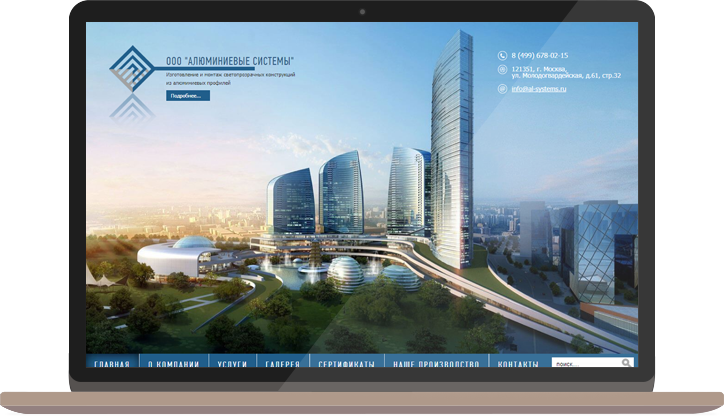 ООО "АЛЮМИНИЕВЫЕ СИСТЕМЫ"
Изготовление и монтаж светопрозрачных конструкций
из алюминиевых профилей
Подробнее...
8 (499) 678-02-15
121351, г. Москва,
ул. Молодогвардейская, д.61, стр.32
info@al-systems.ru
ГЛАВНАЯ О КОМПАНИИ УСЛУГИ ГАЛЕРЕЯ СЕРТИФИКАТЫ НАШЕ ПРОИЗВОДСТВО КОНТАКТЫ поиск...